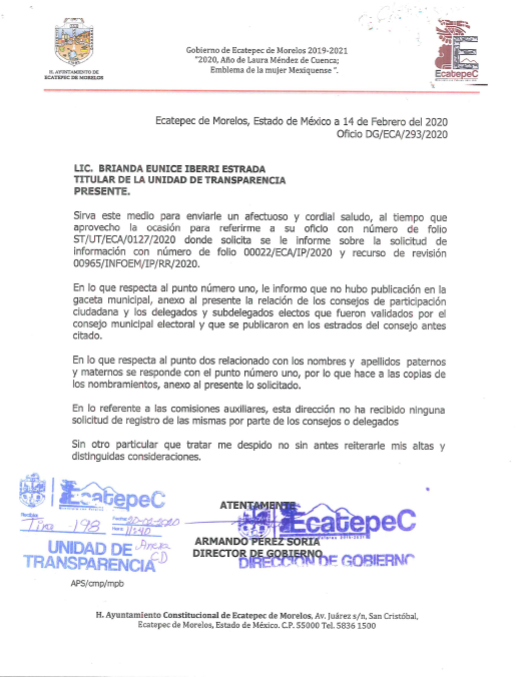 H. AYUNTAMIENTO DE
ECATEPEC DE MORELOS
Gobierno de Ecatepec de Morelos 2019-2021
"2020, Año de Laura Méndez de Cuenca;
Emblema de la mujer Mexiquense ".
EcatepeC
Ecatepec de Morelos, Estado de México a 14 de Febrero del 2020
Oficio DG/ECA/293/2020
LIC. BRIANDA EUNICE IBERRI ESTRADA
TITULAR DE LA UNIDAD DE TRANSPARENCIA
PRESENTE.
Sirva este medio para enviarle un afectuoso y cordial saludo, al tiempo que
aprovecho la ocasión para referirme a su oficio con número de folio
ST/UT/ECA/0127/2020 donde solicita se le informe sobre la solicitud de
información con número de folio 00022/ECA/IP/2020 y recurso de revisión
00965/INFOEM/IP/RR/2020.
En lo que respecta al punto número uno, le informo que no hubo publicación en la
gaceta municipal, anexo al presente la relación de los consejos de participación
ciudadana y los delegados y subdelegados electos que fueron validados por el
consejo municipal electoral y que se publicaron en los estrados del consejo antes
citado.
En lo que respecta al punto dos relacionado con los nombres y apellidos paternos
y maternos se responde con el punto número uno, por lo que hace a las copias de
los nombramientos, anexo al presente lo solicitado.
En lo referente a las comisiones auxiliares, esta dirección no ha recibido ninguna
solicitud de registro de las mismas por parte de los consejos o delegados
Sin otro particular que tratar me despido no sin antes reiterarle mis altas y
distinguidas consideraciones.
EcatepeC
198
11:40
UNIDAD DE
TRANSPARENCIA
CD
ATENTAMENTE
EcatepeC
ARMANDO PÉREZ SORIA
DIRECTOR DE GOBIERNO
DIRECCIÓN DE GOBIERNO
APS/cmp/mpb
H. Ayuntamiento Constitucional de Ecatepec de Morelos, Av. Juárez s/n, San Cristóbal,
Ecatepec de Morelos, Estado de México. C.P. 55000 Tel. 5836 1500